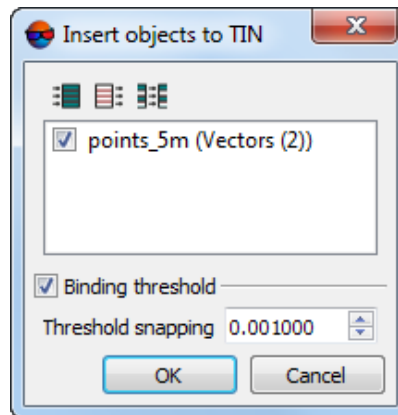 Insert objects to TIN
points_5m (Vectors (2))
Binding threshold
Threshold snapping 0.001000
OK Cancel